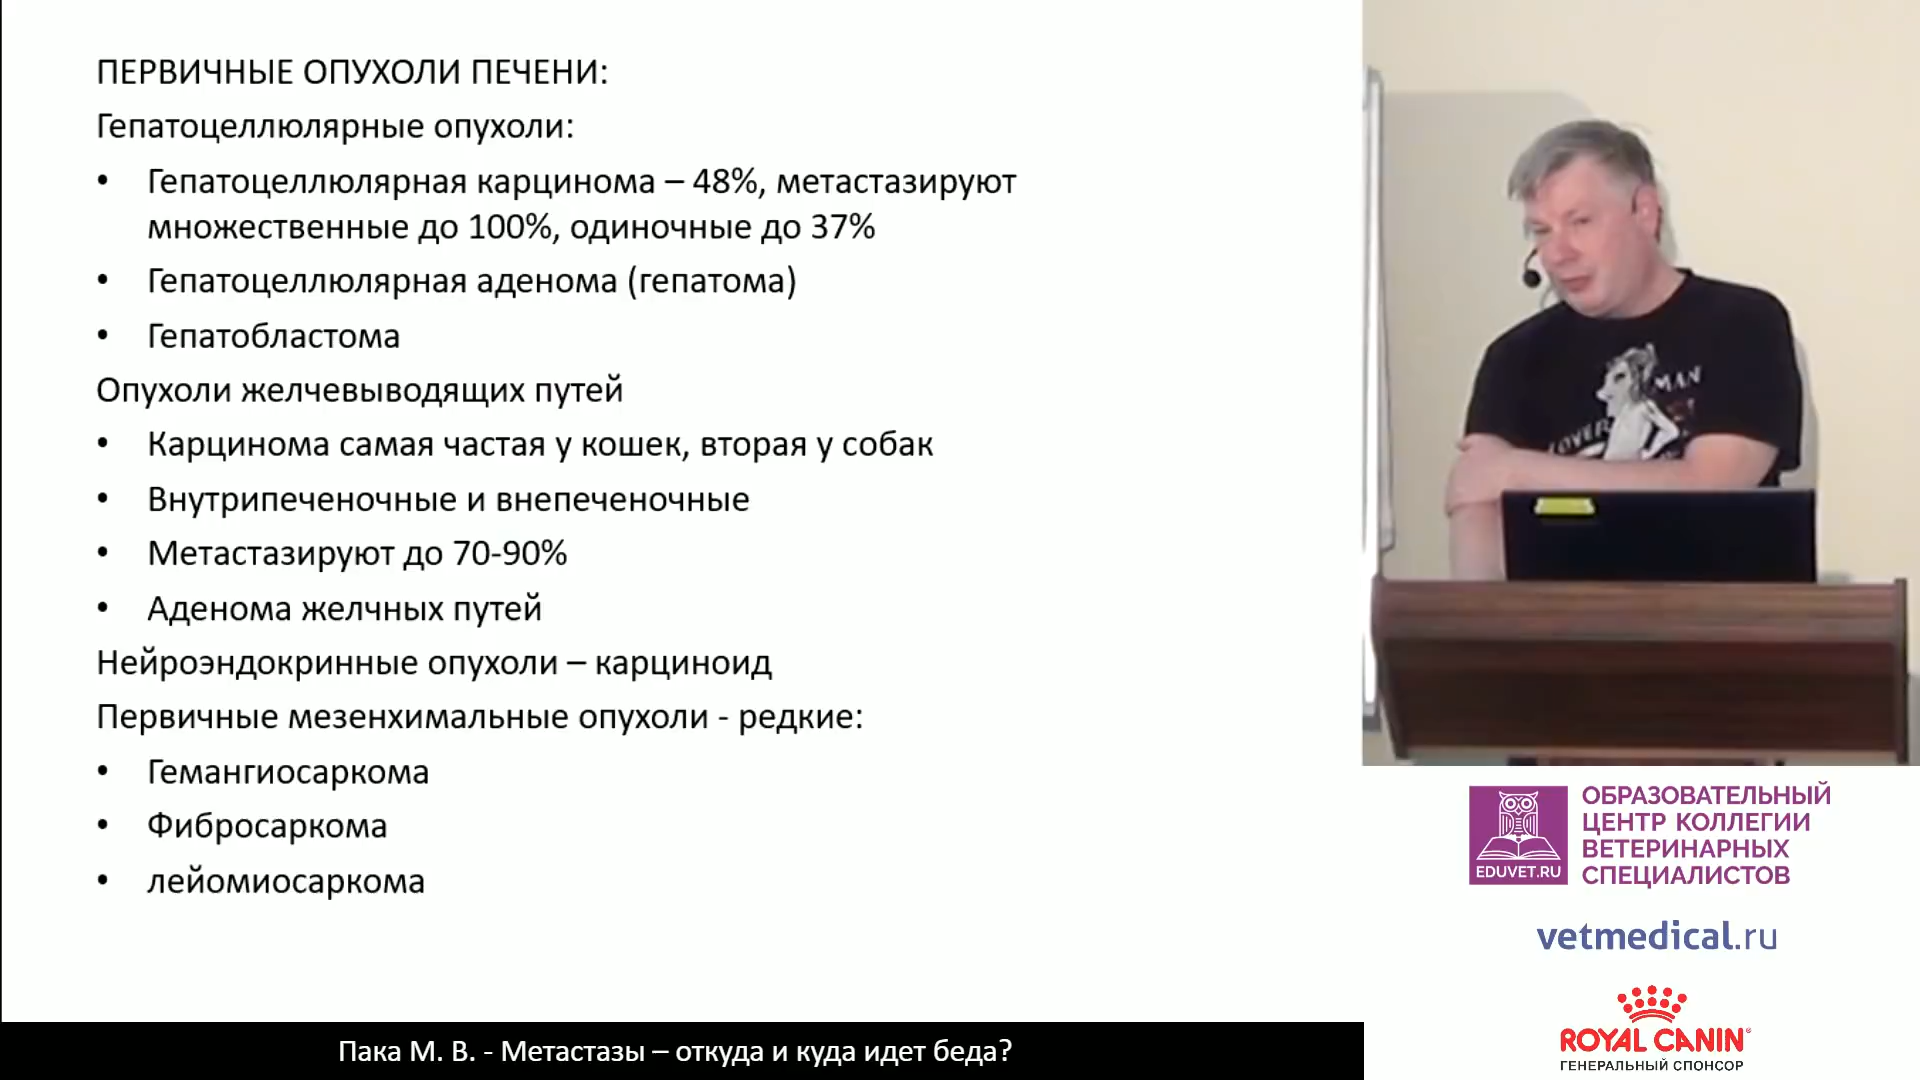 ПЕРВИЧНЫЕ ОПУХОЛИ ПЕЧЕНИ:
Гепатоцеллюлярные опухоли:
• Гепатоцеллюлярная карцинома – 48%, метастазируют
множественные до 100%, одиночные до 37%
• Гепатоцеллюлярная аденома (гепатома)
• Гепатобластома
Опухоли желчевыводящих путей
• Карцинома самая частая у кошек, вторая у собак
• Внутрипеченочные и внепеченочные
• Метастазируют до 70-90%
• Аденома желчных путей
Нейроэндокринные опухоли – карциноид
Первичные мезенхимальные опухоли - редкие:
• Гемангиосаркома
• Фибросаркома
• лейомиосаркома
Пака М. В. - Метастазы – откуда и куда идет беда?
MAN
LOVER
EDUVET.RU
ОБРАЗОВАТЕЛЬНЫЙ
ЦЕНТР КОЛЛЕГИИ
ВЕТЕРИНАРНЫХ
СПЕЦИАЛИСТОВ
vetmedical.ru
ROYAL CANIN®
ГЕНЕРАЛЬНЫЙ СПОНСОР